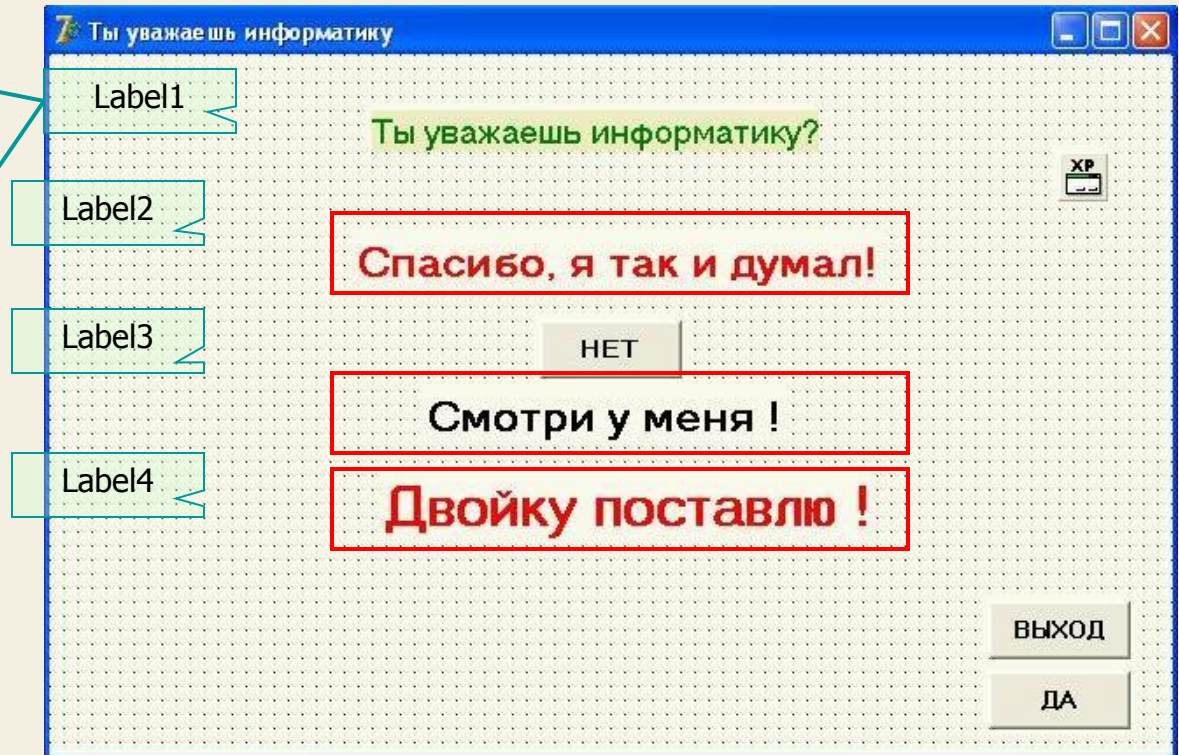 Ты уважаешь информатику
Label1
Ты уважаешь информатику?
XP
Label2
Спасибо, я так и думал!
Label3
НЕТ
Смотри у меня !
Label4
Двойку поставлю !
ВЫХОД
ДА